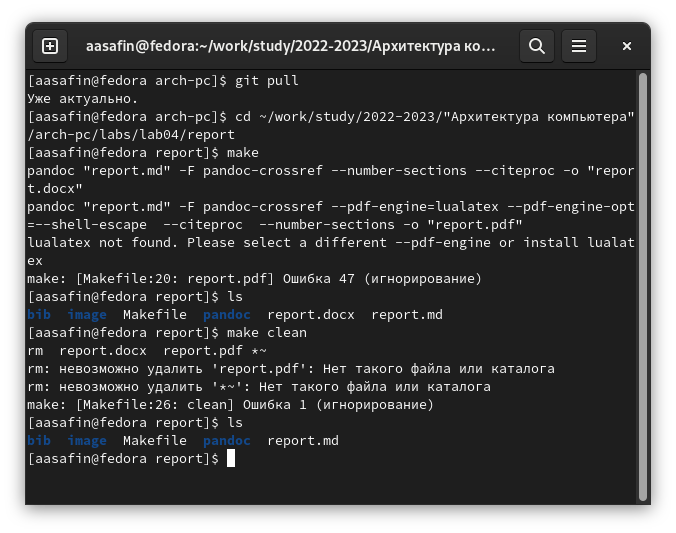 aasafin@fedora:~/work/study/2022-2023/Архитектура ко...
[aasafin@fedora arch-pc]$ git pull
Уже актуально.
[aasafin@fedora arch-pc]$ cd ~/work/study/2022-2023/"Архитектура компьютера"
/arch-pc/labs/lab04/report
[aasafin@fedora report]$ make
pandoc "report.md" -F pandoc-crossref --number-sections --citeproc -o "repor
t.docx"
pandoc "report.md" -F pandoc-crossref --pdf-engine=lualatex --pdf-engine-opt
=--shell-escape  --citeproc  --number-sections -o "report.pdf"
lualatex not found. Please select a different --pdf-engine or install lualat
ex
make: [Makefile:20: report.pdf] Ошибка 47 (игнорирование)
[aasafin@fedora report]$ ls
bib  image  Makefile  pandoc  report.docx  report.md
[aasafin@fedora report]$ make clean
rm  report.docx  report.pdf *~
rm: невозможно удалить 'report.pdf': Нет такого файла или каталога
rm: невозможно удалить '*~': Нет такого файла или каталога
make: [Makefile:26: clean] Ошибка 1 (игнорирование)
[aasafin@fedora report]$ ls
bib  image  Makefile  pandoc  report.md
[aasafin@fedora report]$